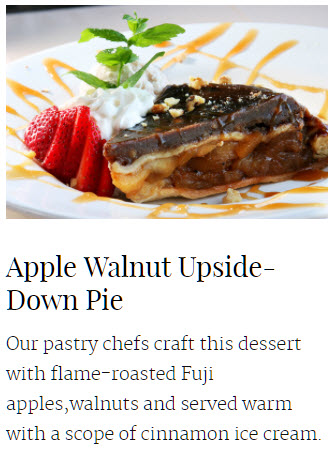 Apple Walnut Upside-
Down Pie
Our pastry chefs craft this dessert
with flame-roasted Fuji
apples,walnuts and served warm
with a scope of cinnamon ice cream.